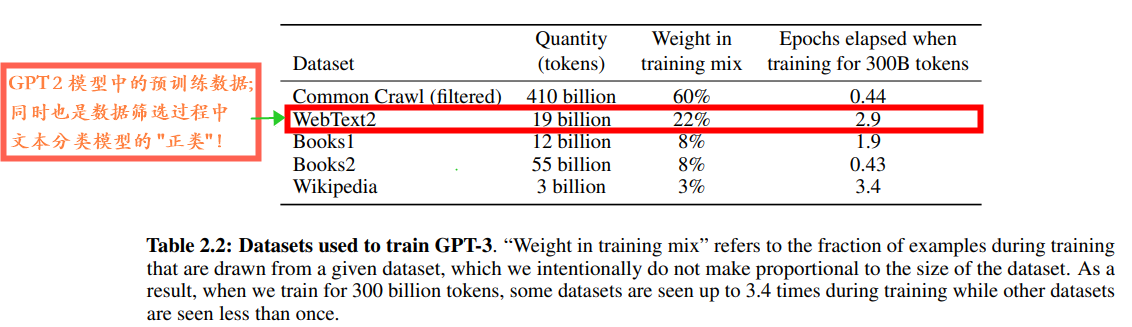 GPT2模型中的预训练数据;
同时也是数据筛选过程中
文本分类模型的"正类"!
Dataset Quantity (tokens) Weight in training mix Epochs elapsed when training for 300B tokens
Common Crawl (filtered) 410 billion 60% 0.44
WebText2 19 billion 22% 2.9
Books1 12 billion 8% 1.9
Books2 55 billion 8% 0.43
Wikipedia 3 billion 3% 3.4
Table 2.2: Datasets used to train GPT-3. “Weight in training mix” refers to the fraction of examples during training
that are drawn from a given dataset, which we intentionally do not make proportional to the size of the dataset. As a
result, when we train for 300 billion tokens, some datasets are seen up to 3.4 times during training while other datasets
are seen less than once.